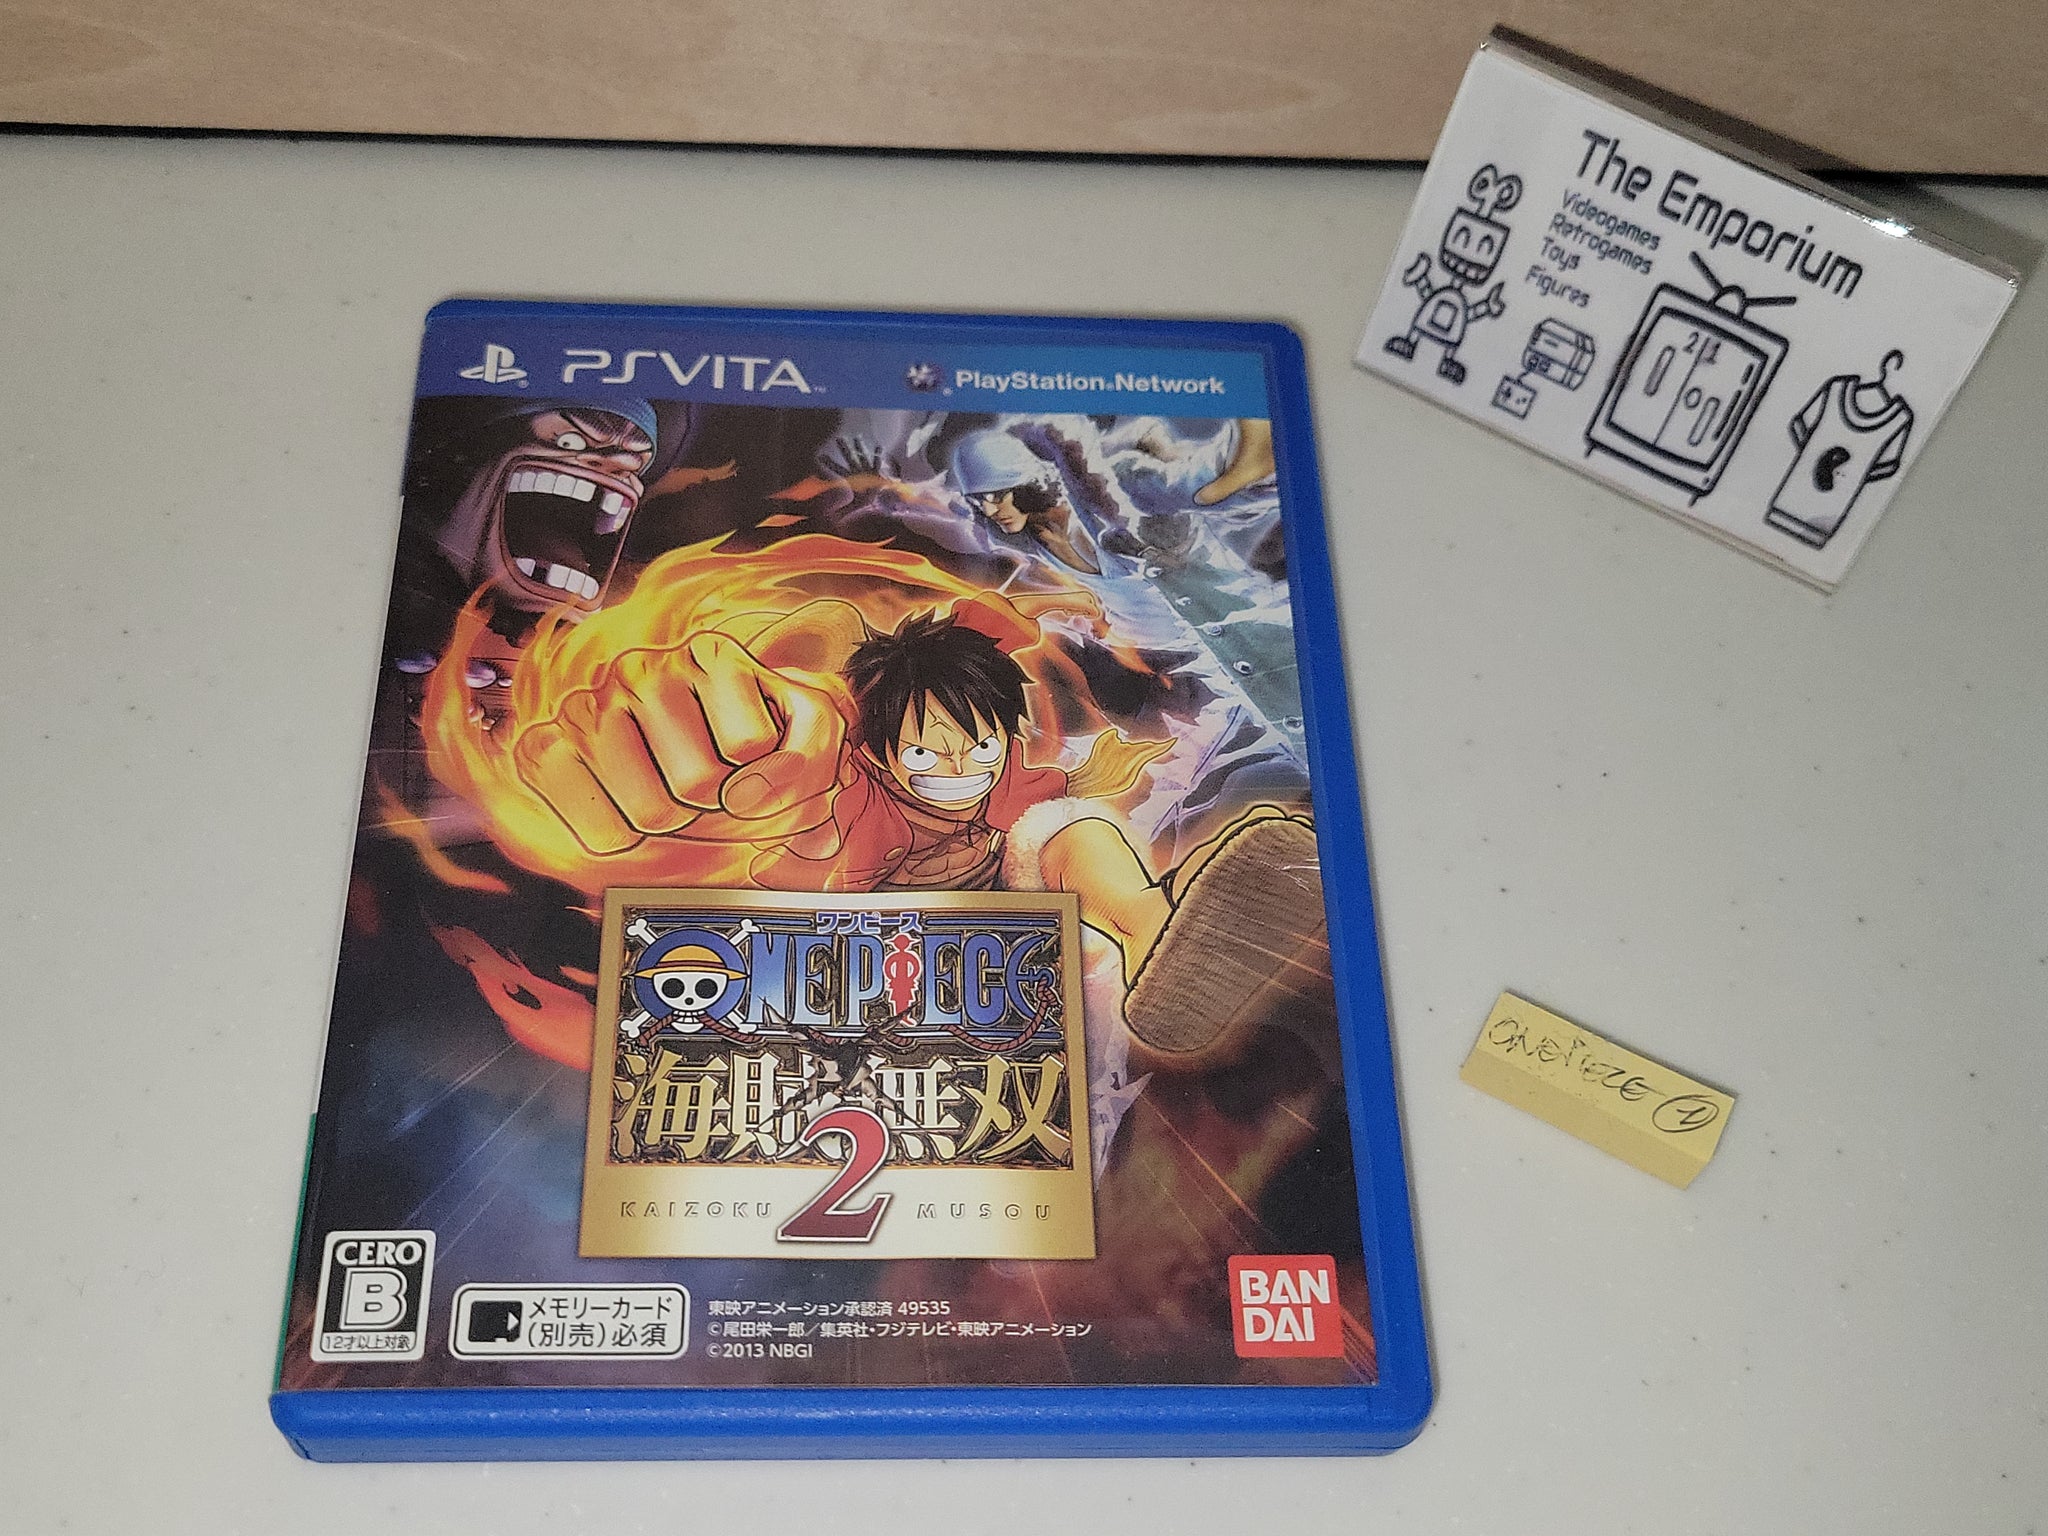 The Emporium
Videogames
Retrogames
Toys
Figures
21
PSVITA™
PlayStation®Network
ワンピース
ONE PIECE
海賊無双
2
KAIZOKU MUSOU
ONEPIECE 2
CERO
B
12才以上対象
メモリーカード
(別売)必須
東映アニメーション承認済 49535
©尾田栄一郎／集英社・フジテレビ・東映アニメーション
©2013 NBGI
BAN
DAI